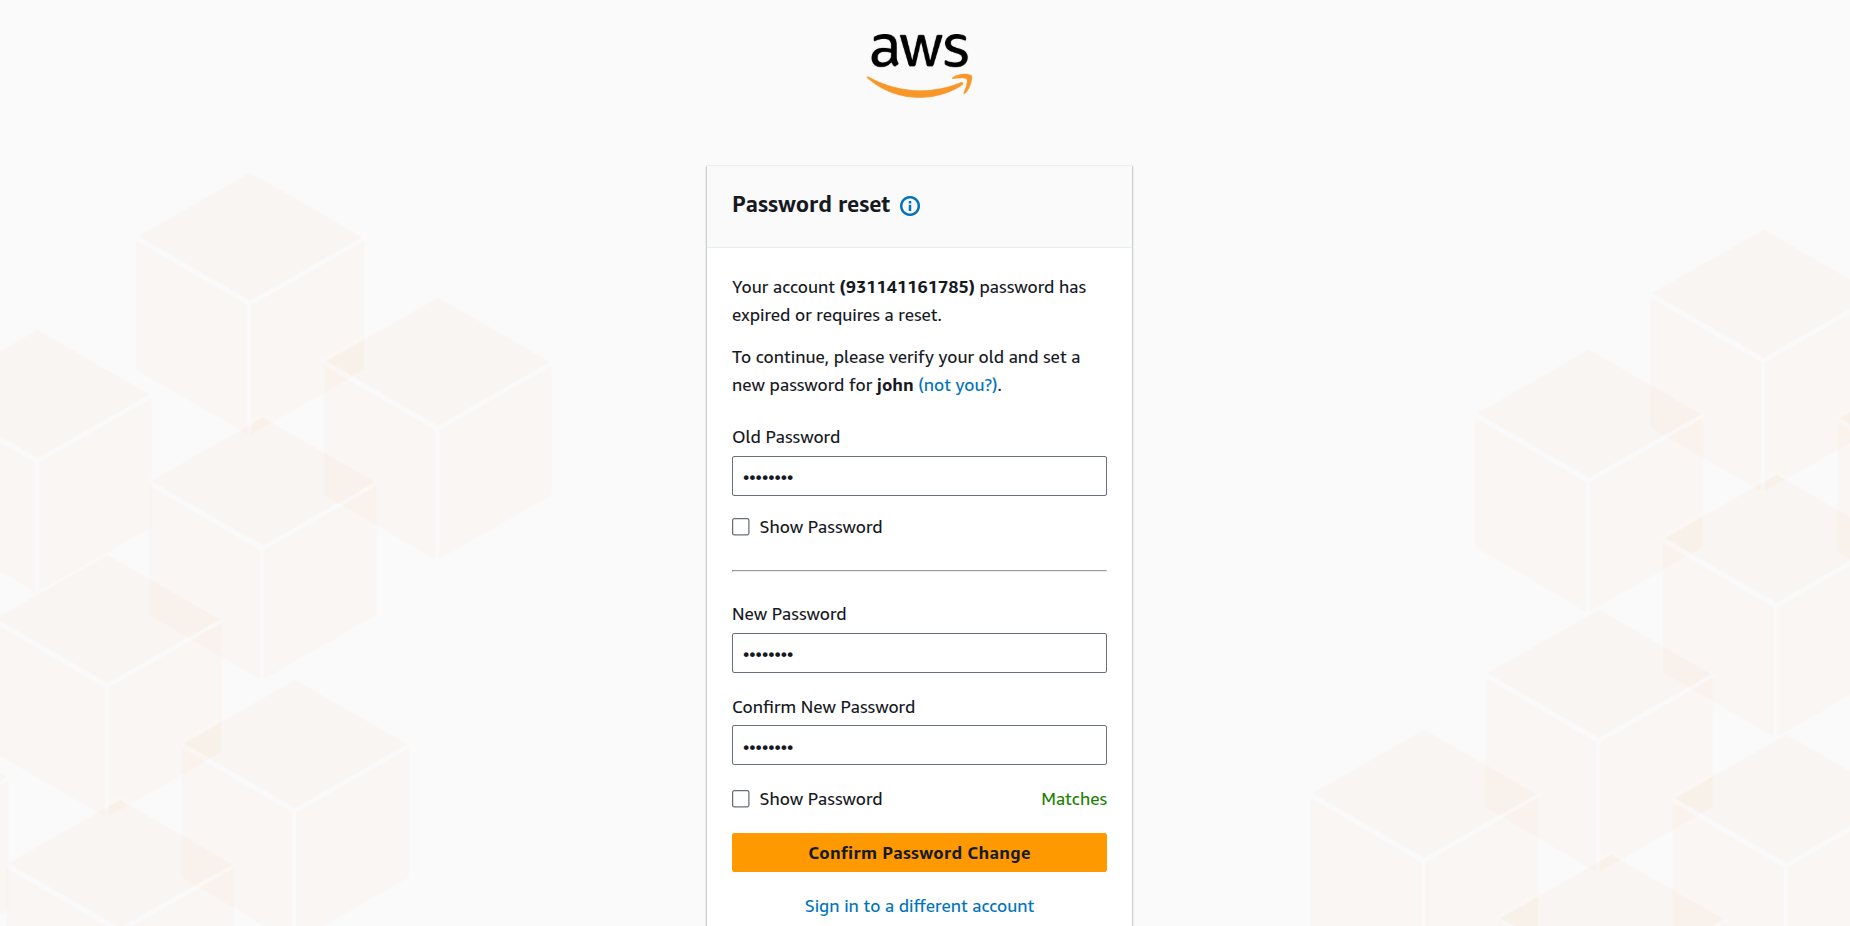 aws
Password reset
Your account (931141161785) password has
expired or requires a reset.
To continue, please verify your old and set a
new password for john (not you?).
Old Password
••••••••
Show Password
New Password
••••••••
Confirm New Password
••••••••
Show Password
Matches
Confirm Password Change
Sign in to a different account